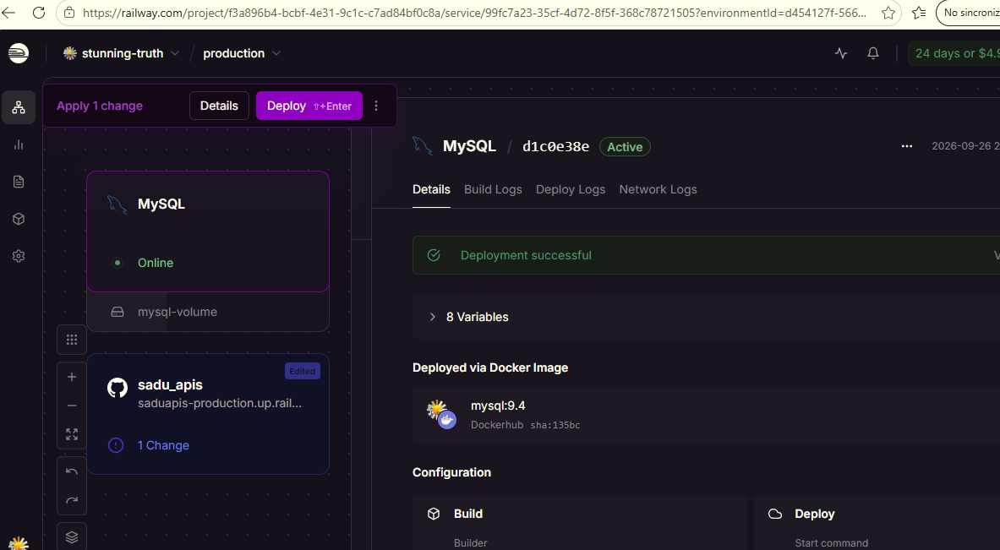 https://railway.com/project/f3a896b4-bcbf-4e31-9c1c-c7ad84bf0c8a/service/99fc7a23-35cf-4d72-8f5f-368c78721505?environmentId=d454127f-566...
No sincroniz
stunning-truth / production
24 days or $4.9
Apply 1 change Details Deploy ⇧+Enter
MySQL / d1c0e38e Active
2026-09-26 2
Details Build Logs Deploy Logs Network Logs
MySQL
Online
mysql-volume
Deployment successful
8 Variables
Deployed via Docker Image
mysql:9.4
Dockerhub sha:135bc
Edited
sadu_apis
saduapis-production.up.rail...
1 Change
Configuration
Build
Builder
Deploy
Start command